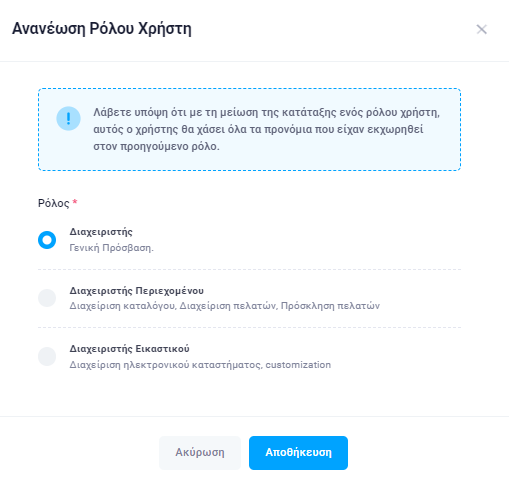 Ανανέωση Ρόλου Χρήστη
Λάβετε υπόψη ότι με τη μείωση της κατάταξης ενός ρόλου χρήστη,
αυτός ο χρήστης θα χάσει όλα τα προνόμια που είχαν εκχωρηθεί
στον προηγούμενο ρόλο.
Ρόλος *
Διαχειριστής
Γενική Πρόσβαση.
Διαχειριστής Περιεχομένου
Διαχείριση καταλόγου, Διαχείριση πελατών, Πρόσκληση πελατών
Διαχειριστής Εικαστικού
Διαχείριση ηλεκτρονικού καταστήματος, customization
Ακύρωση
Αποθήκευση